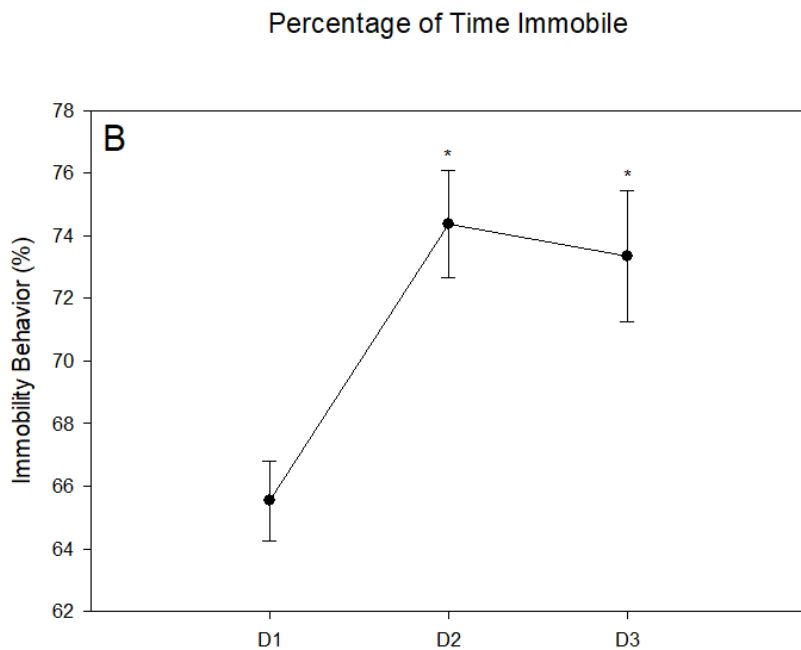 Percentage of Time Immobile
B
*
*
78
76
74
72
70
68
66
64
62
Immobility Behavior (%)
D1 D2 D3